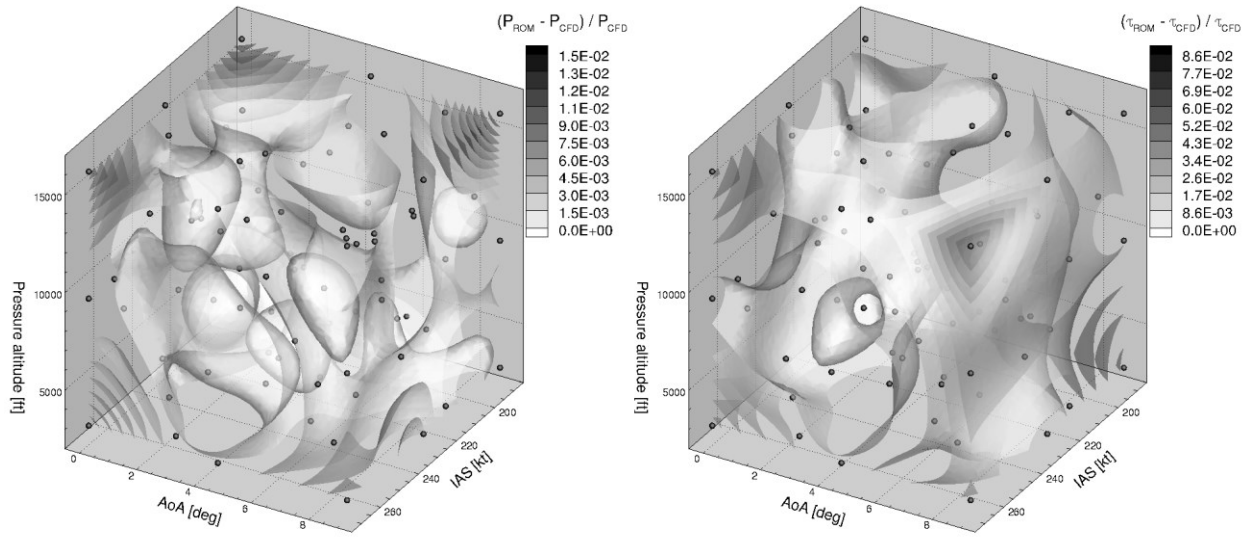 (P_ROM - P_CFD) / P_CFD
1.5E-02
1.3E-02
1.2E-02
1.1E-02
9.0E-03
7.5E-03
6.0E-03
4.5E-03
3.0E-03
1.5E-03
0.0E+00
15000
10000
5000
Pressure altitude [ft]
0
2
4
6
8
AoA [deg]
200
220
240
260
IAS [kt]
(τ_ROM - τ_CFD) / τ_CFD
8.6E-02
7.7E-02
6.9E-02
6.0E-02
5.2E-02
4.3E-02
3.4E-02
2.6E-02
1.7E-02
8.6E-03
0.0E+00
15000
10000
5000
Pressure altitude [ft]
0
2
4
6
8
AoA [deg]
200
220
240
260
IAS [kt]